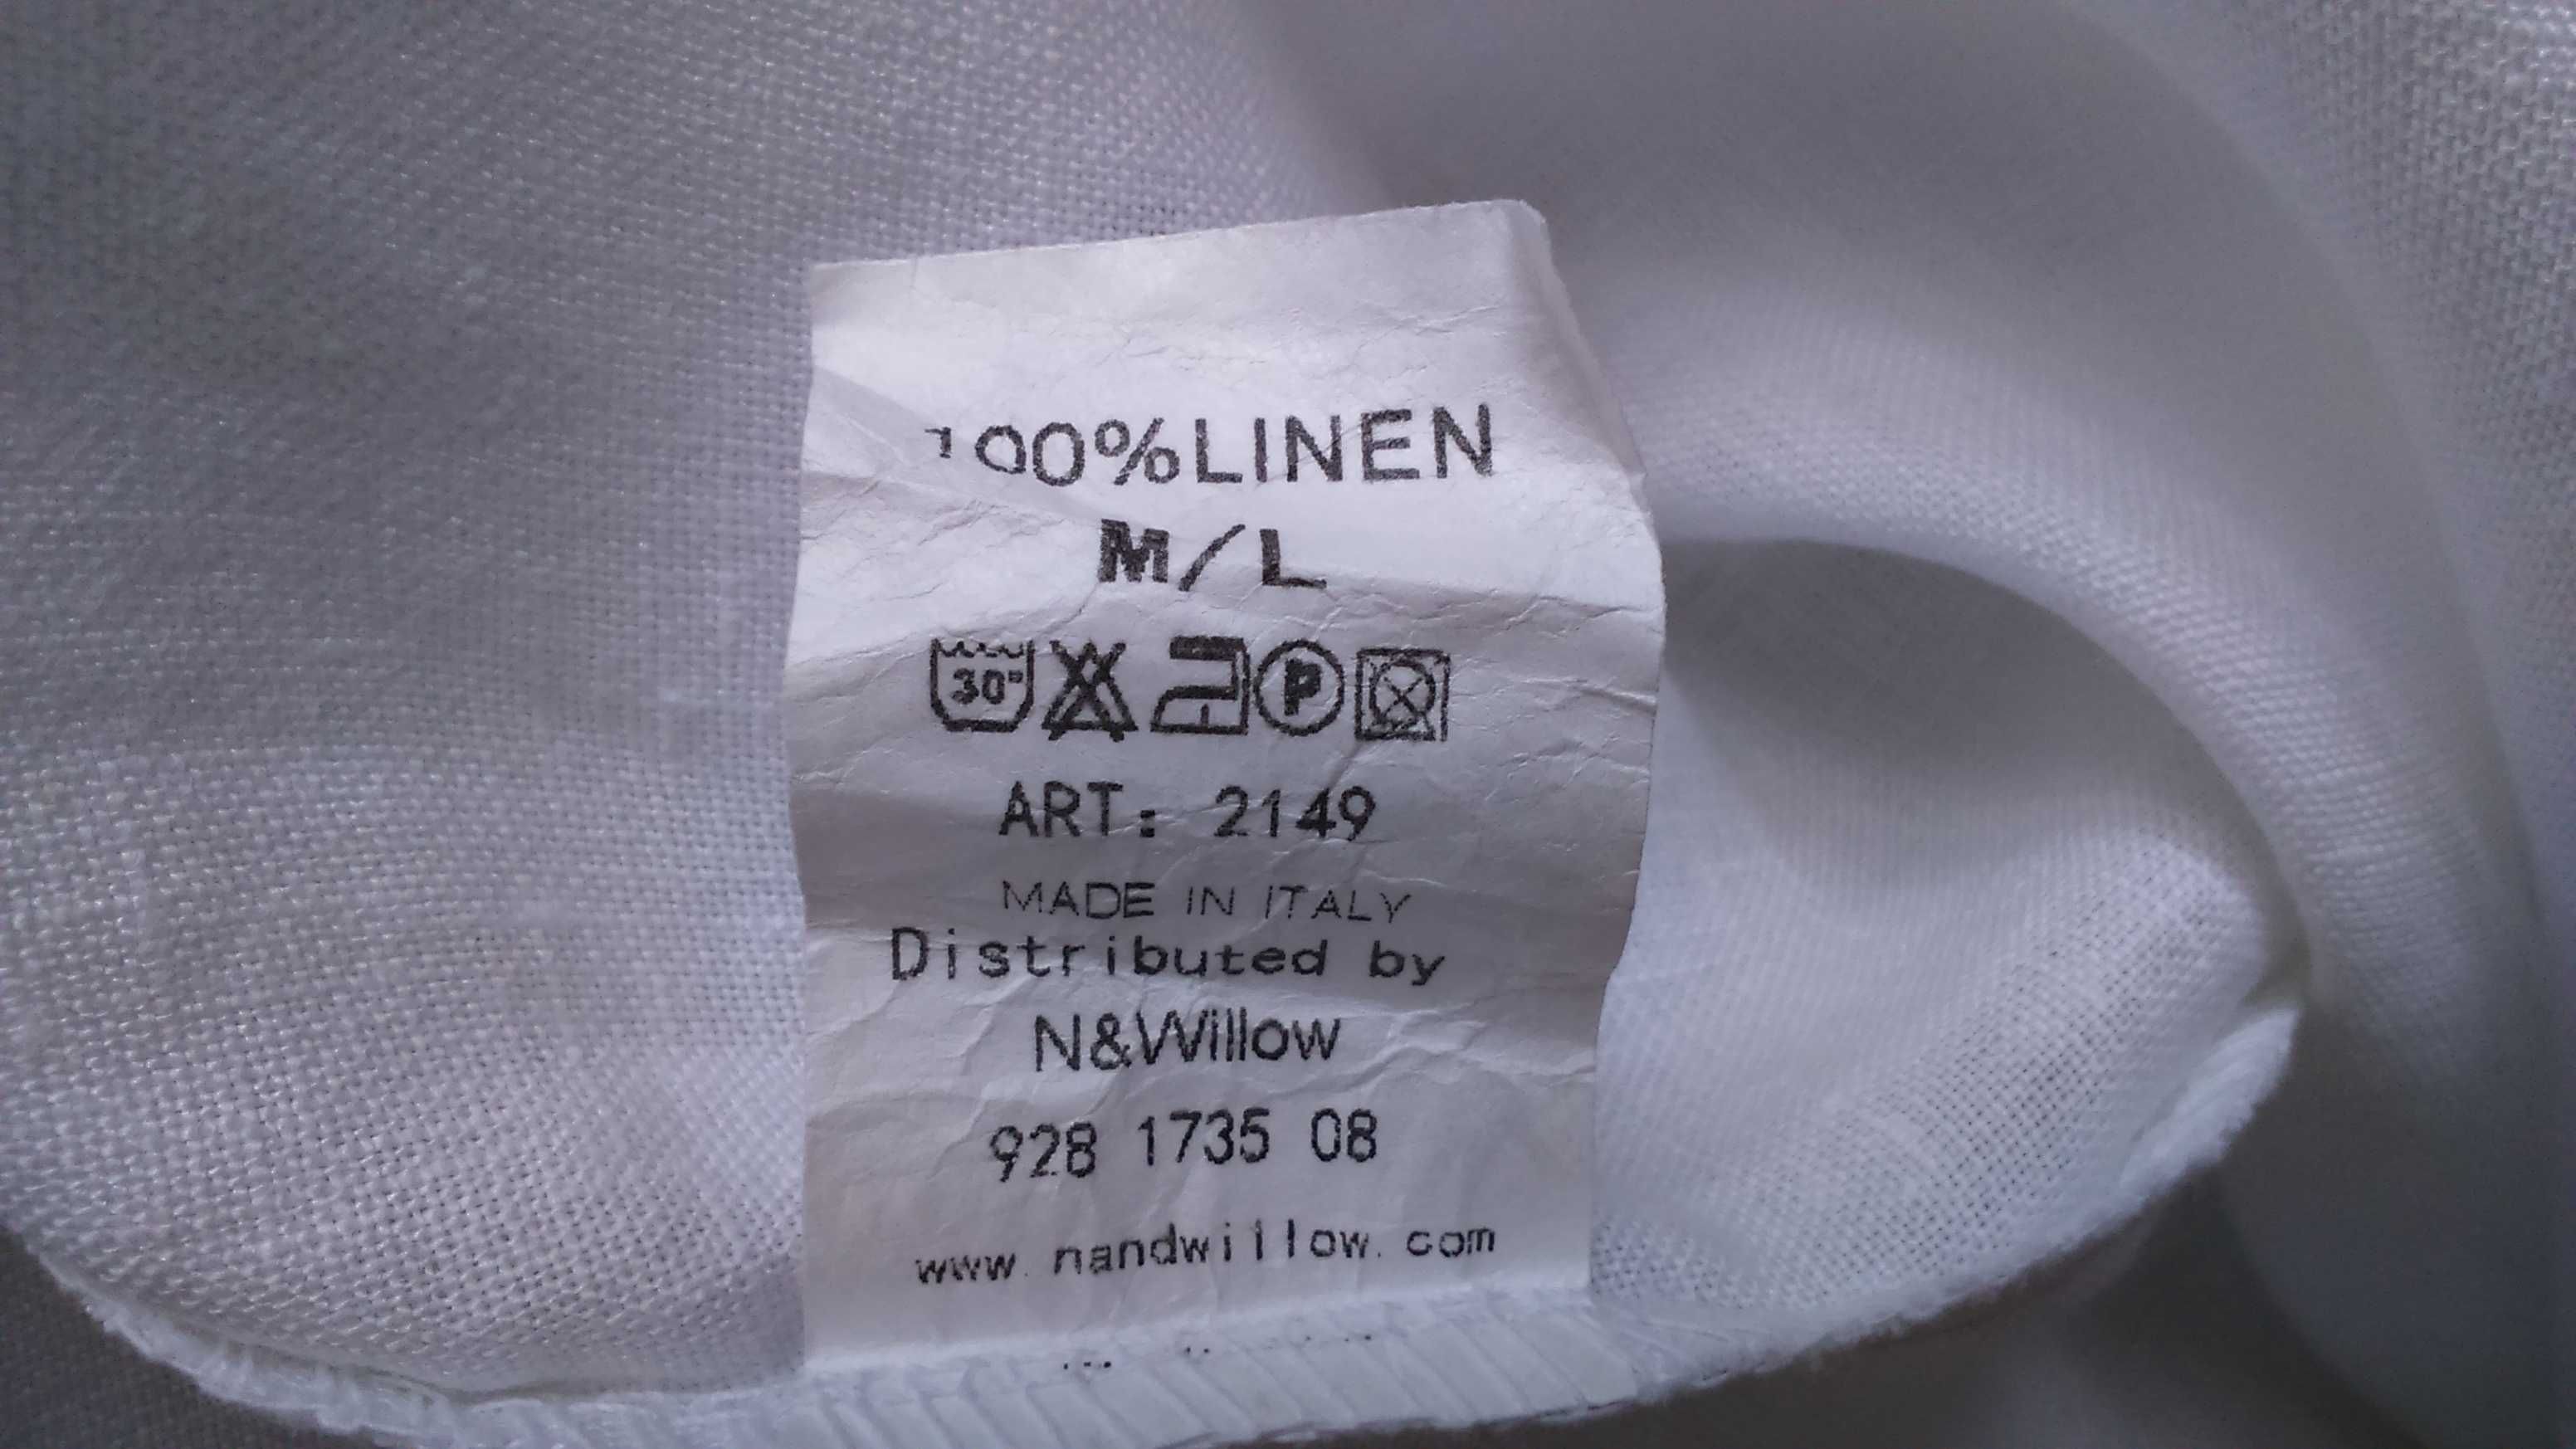 100%LINEN
M/L
30°
P
ART: 2149
MADE IN ITALY
Distributed by
N&Willow
928 1735 08
www.nandwillow.com